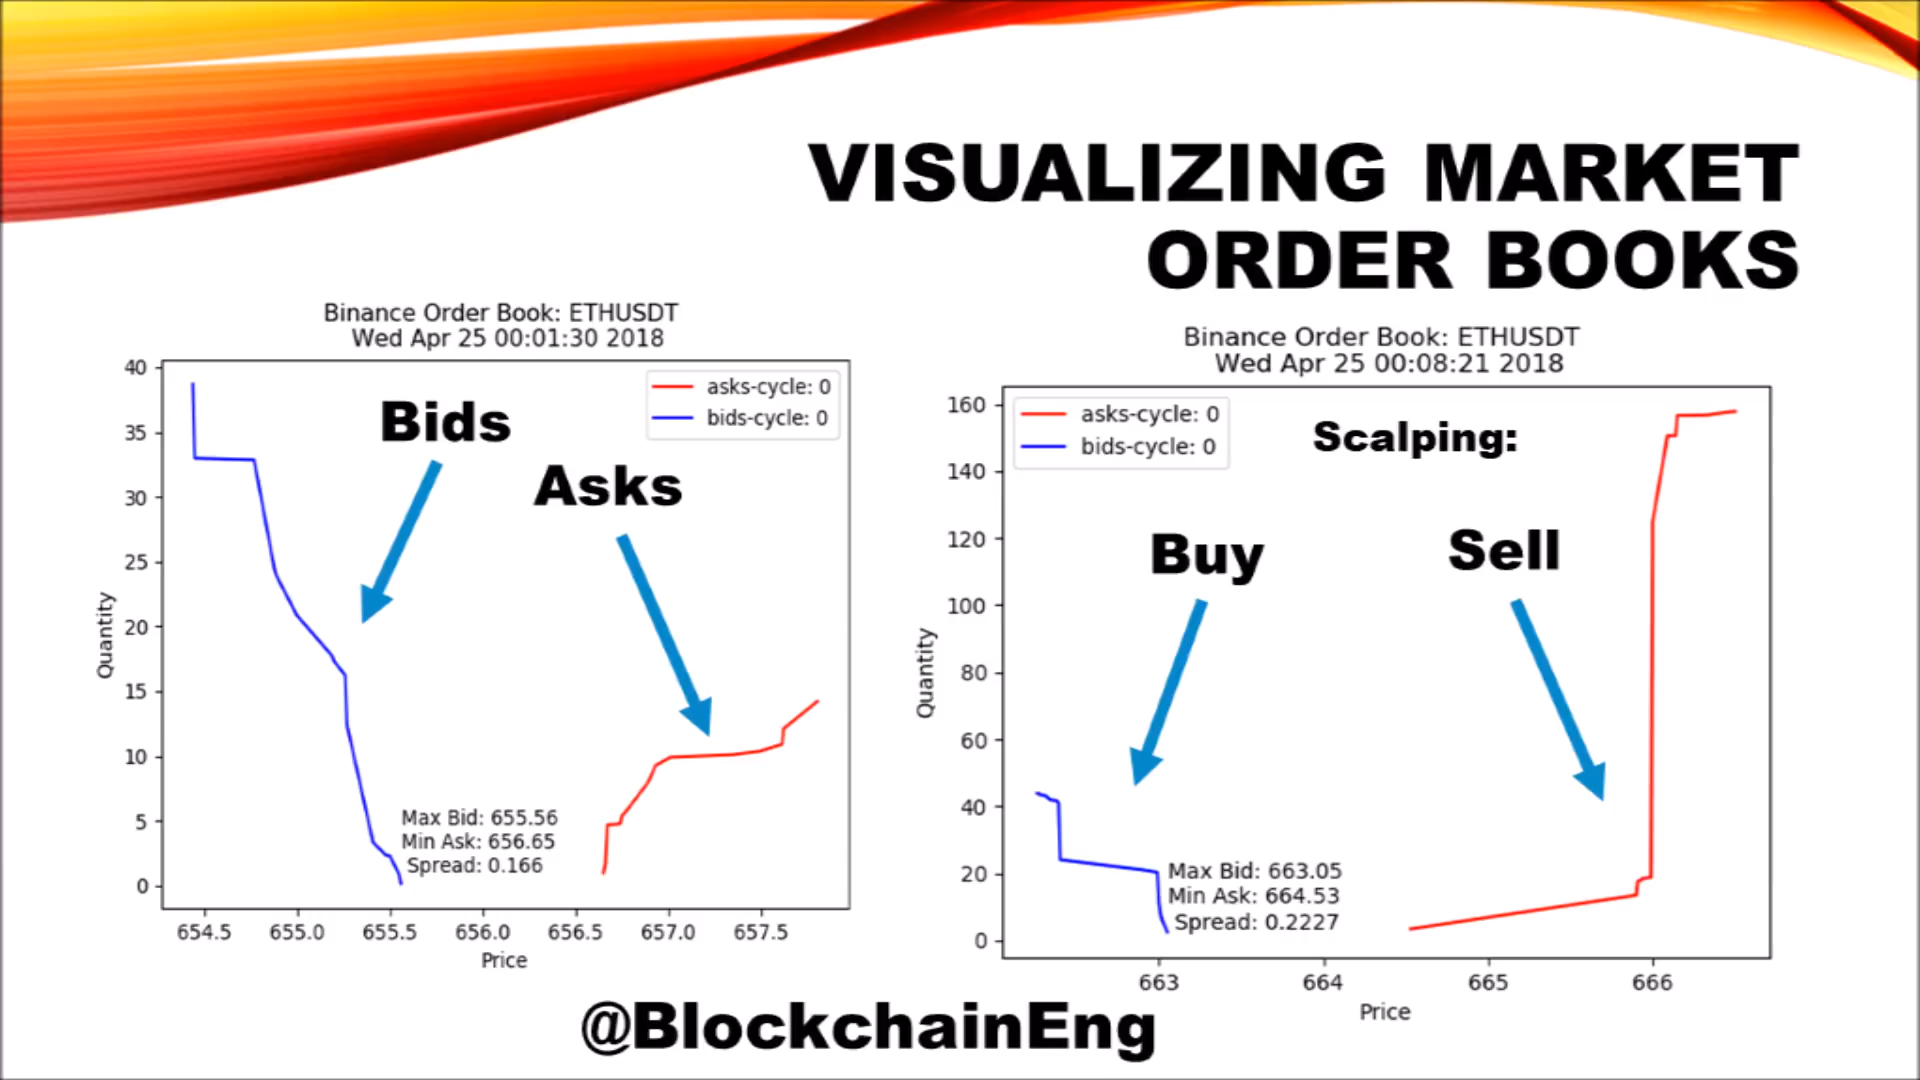 VISUALIZING MARKET
ORDER BOOKS
Binance Order Book: ETHUSDT
Wed Apr 25 00:01:30 2018
40
35
30
25
20
15
10
5
0
Quantity
asks-cycle: 0
bids-cycle: 0
Bids
Asks
Max Bid: 655.56
Min Ask: 656.65
Spread: 0.166
654.5 655.0 655.5 656.0 656.5 657.0 657.5
Price
Binance Order Book: ETHUSDT
Wed Apr 25 00:08:21 2018
160
140
120
100
80
60
40
20
0
Quantity
asks-cycle: 0
bids-cycle: 0
Scalping:
Buy
Sell
Max Bid: 663.05
Min Ask: 664.53
Spread: 0.2227
663 664 665 666
Price
@BlockchainEng